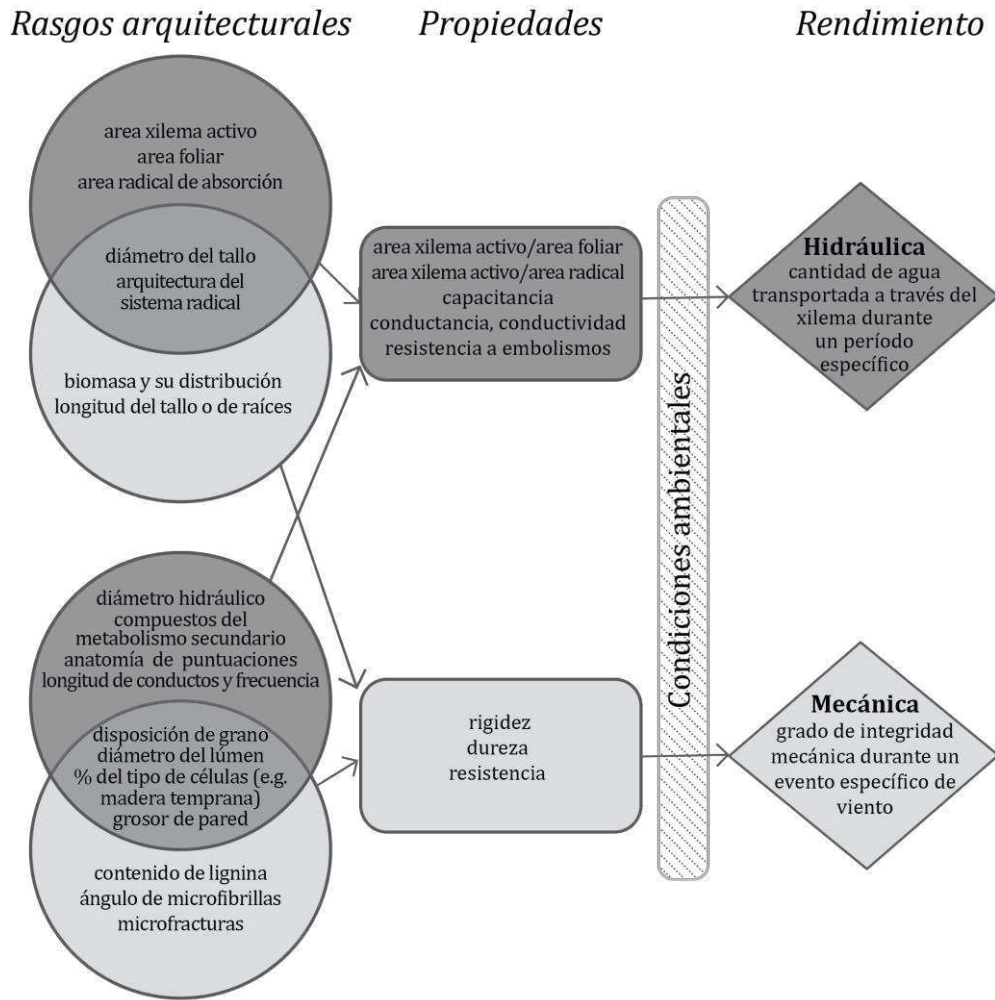 Rasgos arquitecturales
Propiedades
Rendimiento
area xilema activo
area foliar
area radical de absorción
diámetro del tallo
arquitectura del
sistema radical
biomasa y su distribución
longitud del tallo o de raíces
diámetro hidráulico
compuestos del
metabolismo secundario
anatomía de puntuaciones
longitud de conductos y frecuencia
disposición de grano
diámetro del lúmen
% del tipo de células (e.g.
madera temprana)
grosor de pared
contenido de lignina
ángulo de microfibrillas
microfracturas
area xilema activo/area foliar
area xilema activo/area radical
capacitancia
conductancia, conductividad
resistencia a embolismos
rigidez
dureza
resistencia
Condiciones ambientales
Hidráulica
cantidad de agua
transportada a través del
xilema durante
un período
específico
Mecánica
grado de integridad
mecánica durante un
evento específico de
viento